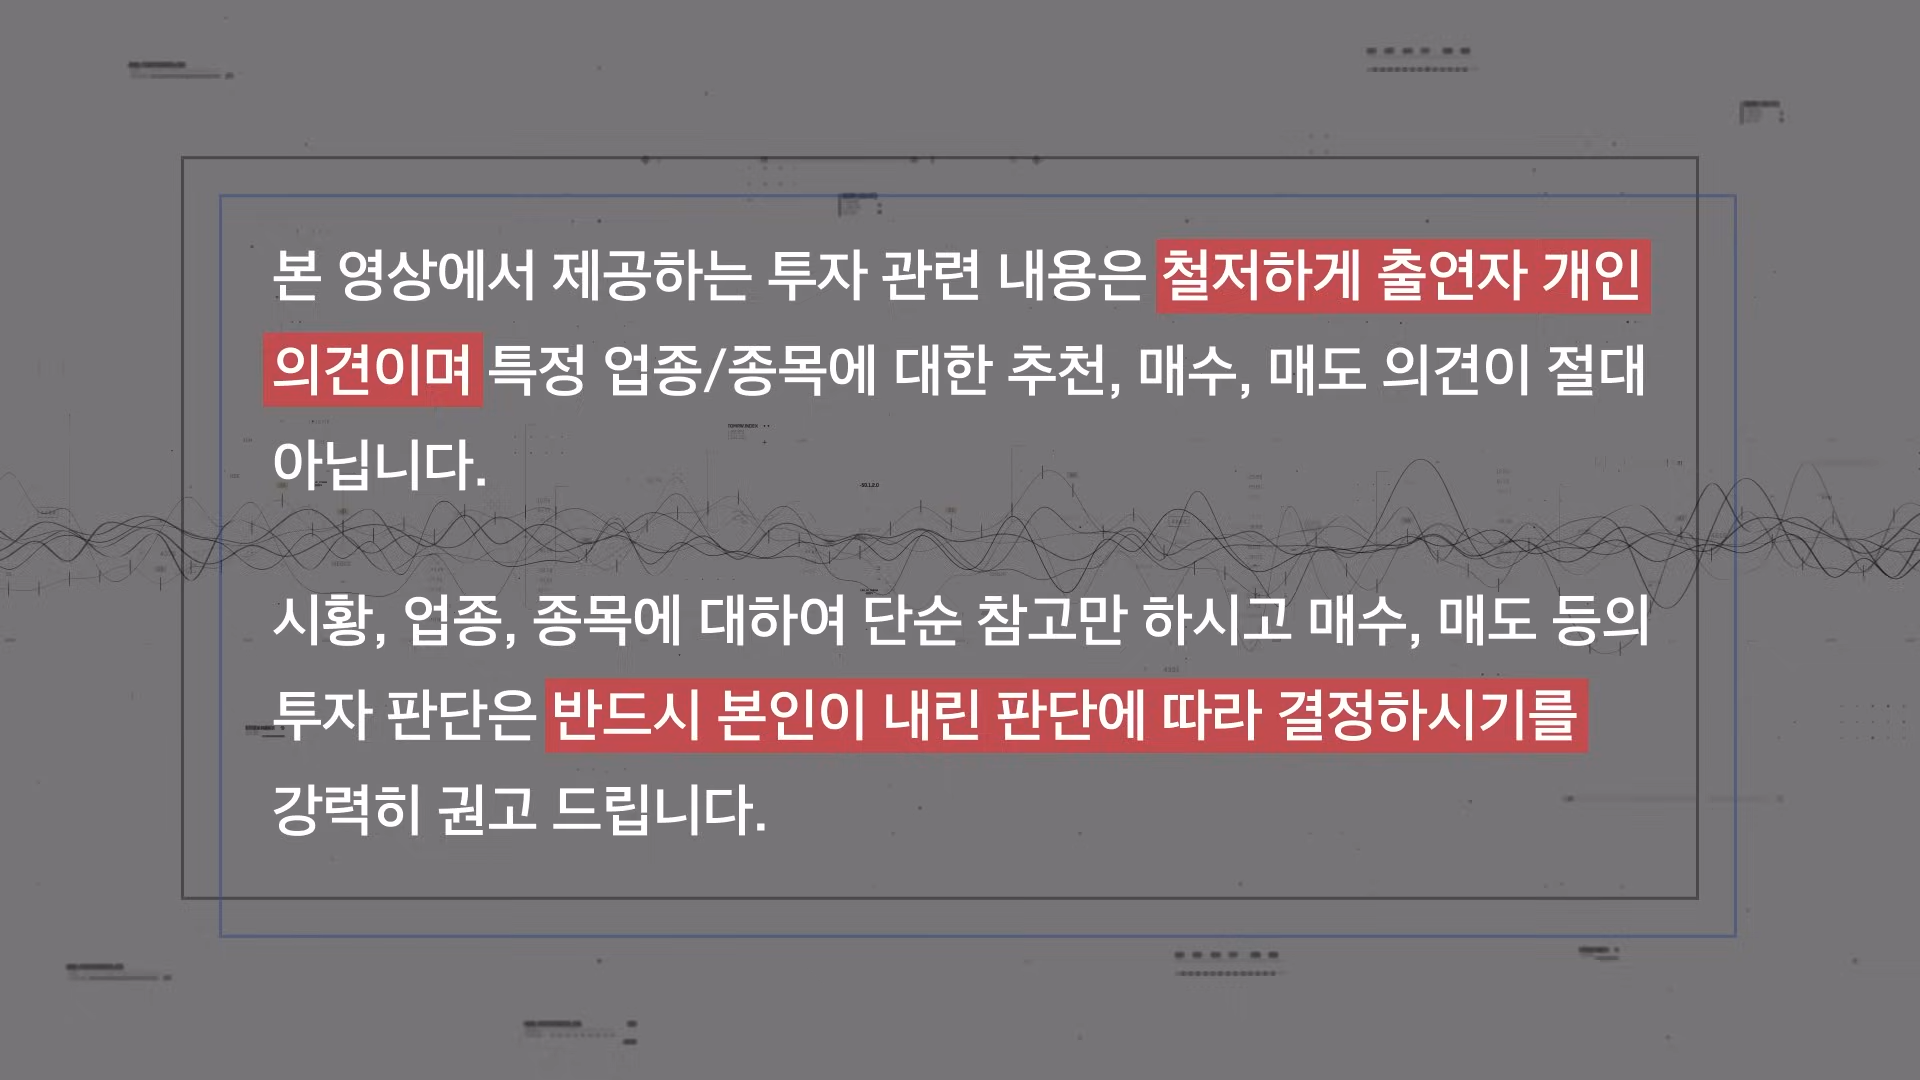 본 영상에서 제공하는 투자 관련 내용은 철저하게 출연자 개인
의견이며 특정 업종/종목에 대한 추천, 매수, 매도 의견이 절대
아닙니다.
시황, 업종, 종목에 대하여 단순 참고만 하시고 매수, 매도 등의
투자 판단은 반드시 본인이 내린 판단에 따라 결정하시기를
강력히 권고 드립니다.